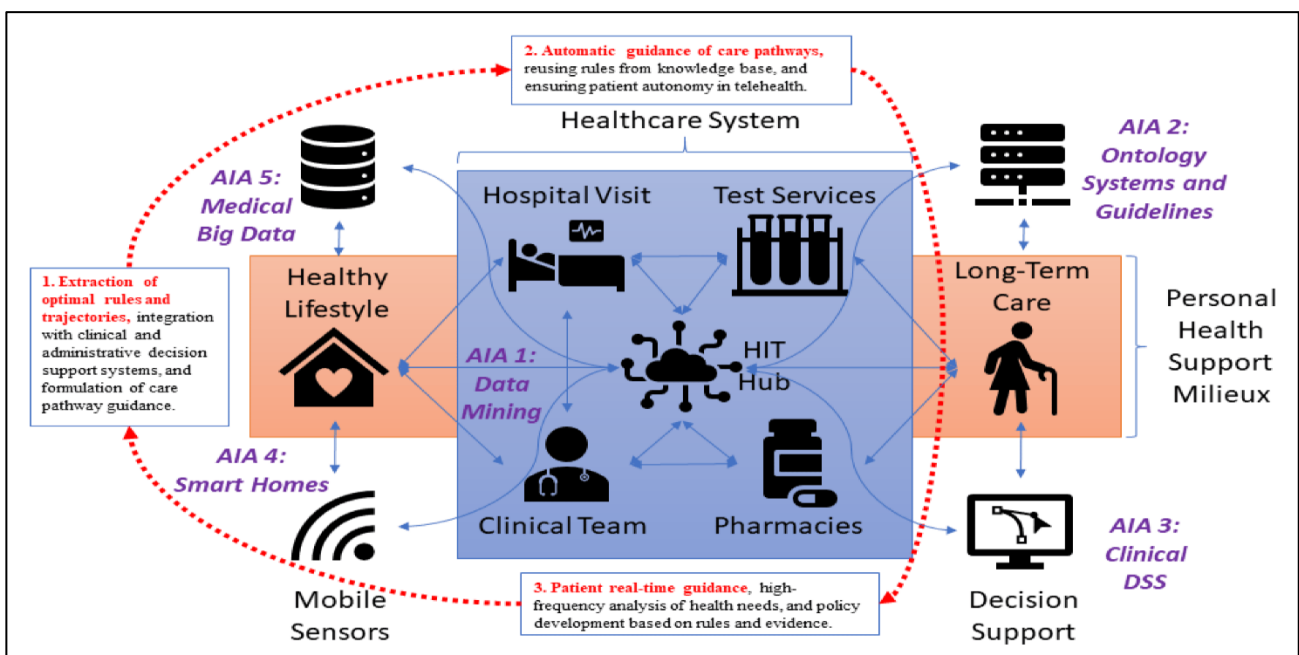 2. Automatic guidance of care pathways,
reusing rules from knowledge base, and
ensuring patient autonomy in telehealth.
Healthcare System
AIA 5:
Medical
Big Data
AIA 2:
Ontology
Systems and
Guidelines
Hospital Visit
Test Services
1. Extraction of
optimal rules and
trajectories, integration
with clinical and
administrative decision
support systems, and
formulation of care
pathway guidance.
Healthy
Lifestyle
Long-Term
Care
Personal
Health
Support
Milieux
AIA 1:
Data
Mining
HIT
Hub
AIA 4:
Smart Homes
Clinical Team
Pharmacies
AIA 3:
Clinical
DSS
Mobile
Sensors
3. Patient real-time guidance, high-
frequency analysis of health needs, and policy
development based on rules and evidence.
Decision
Support